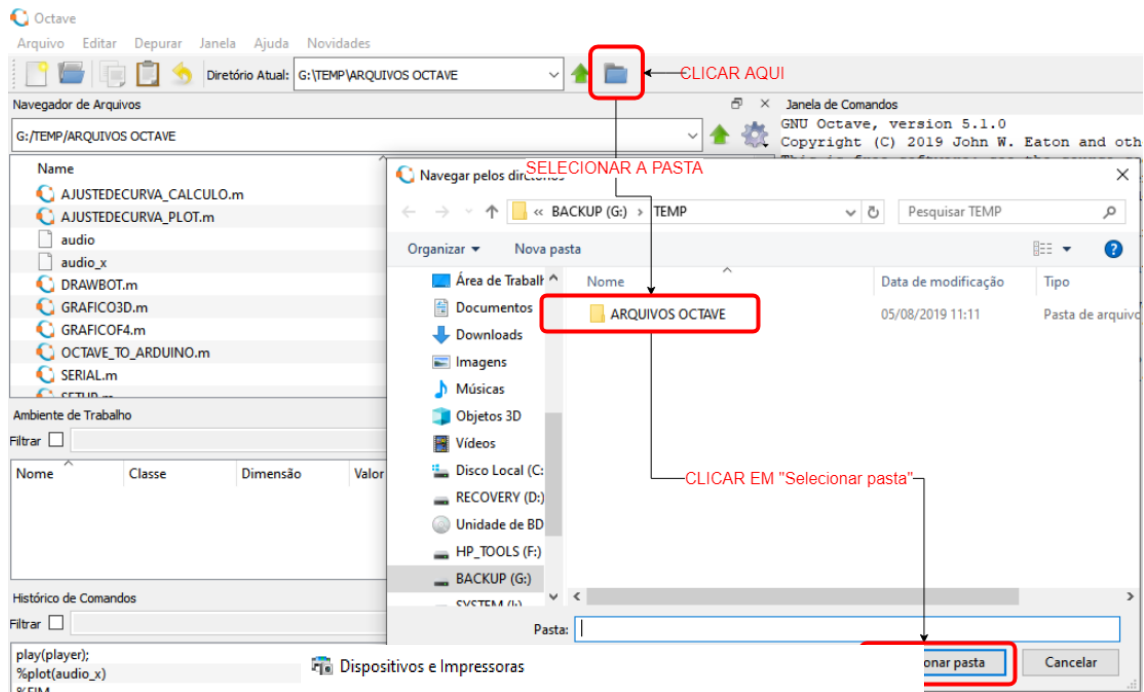 Octave
Arquivo Editar Depurar Janela Ajuda Novidades
Diretório Atual: G:\TEMP\ARQUIVOS OCTAVE
CLICAR AQUI
Navegador de Arquivos
Janela de Comandos
G:/TEMP/ARQUIVOS OCTAVE
GNU Octave, version 5.1.0
Copyright (C) 2019 John W. Eaton and oth
Name
AJUSTEDECURVA_CALCULO.m
AJUSTEDECURVA_PLOT.m
audio
audio_x
DRAWBOT.m
GRAFICO3D.m
GRAFICOF4.m
OCTAVE_TO_ARDUINO.m
SERIAL.m
SETUP.m
SELECIONAR A PASTA
Navegar pelos diretórios
« BACKUP (G:) › TEMP
Pesquisar TEMP
Organizar
Nova pasta
Área de Trabalh
Documentos
Downloads
Imagens
Músicas
Objetos 3D
Vídeos
Disco Local (C:
RECOVERY (D:)
Unidade de BD
HP_TOOLS (F:)
BACKUP (G:)
Nome
Data de modificação
Tipo
ARQUIVOS OCTAVE
05/08/2019 11:11
Pasta de arquivo
CLICAR EM "Selecionar pasta"
Pasta:
onar pasta
Cancelar
Ambiente de Trabalho
Filtrar
Nome Classe Dimensão Valor
Histórico de Comandos
Filtrar
play(player);
%plot(audio_x)
%FIM
Dispositivos e Impressoras